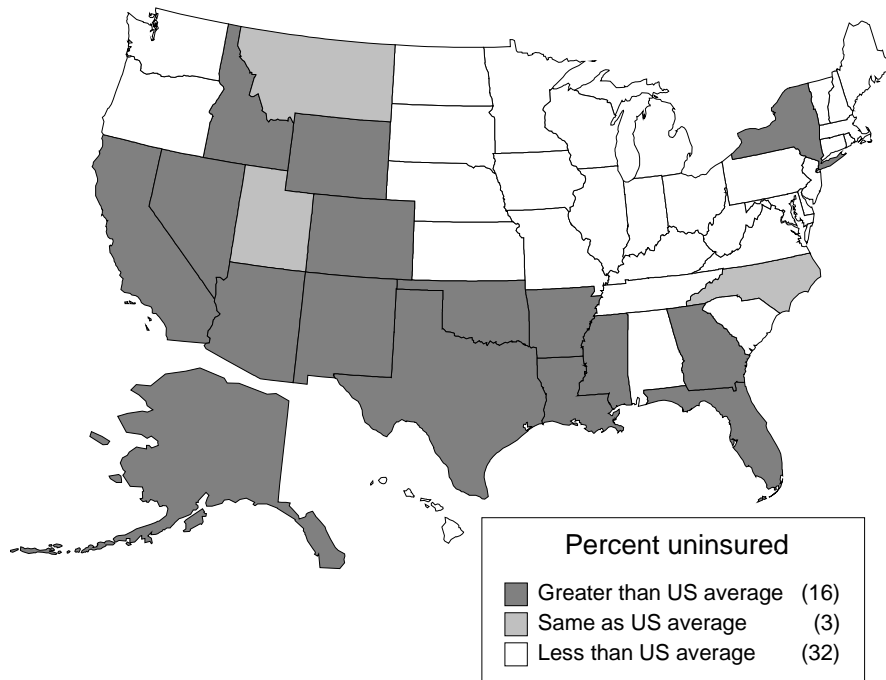 Percent uninsured
Greater than US average (16)
Same as US average (3)
Less than US average (32)